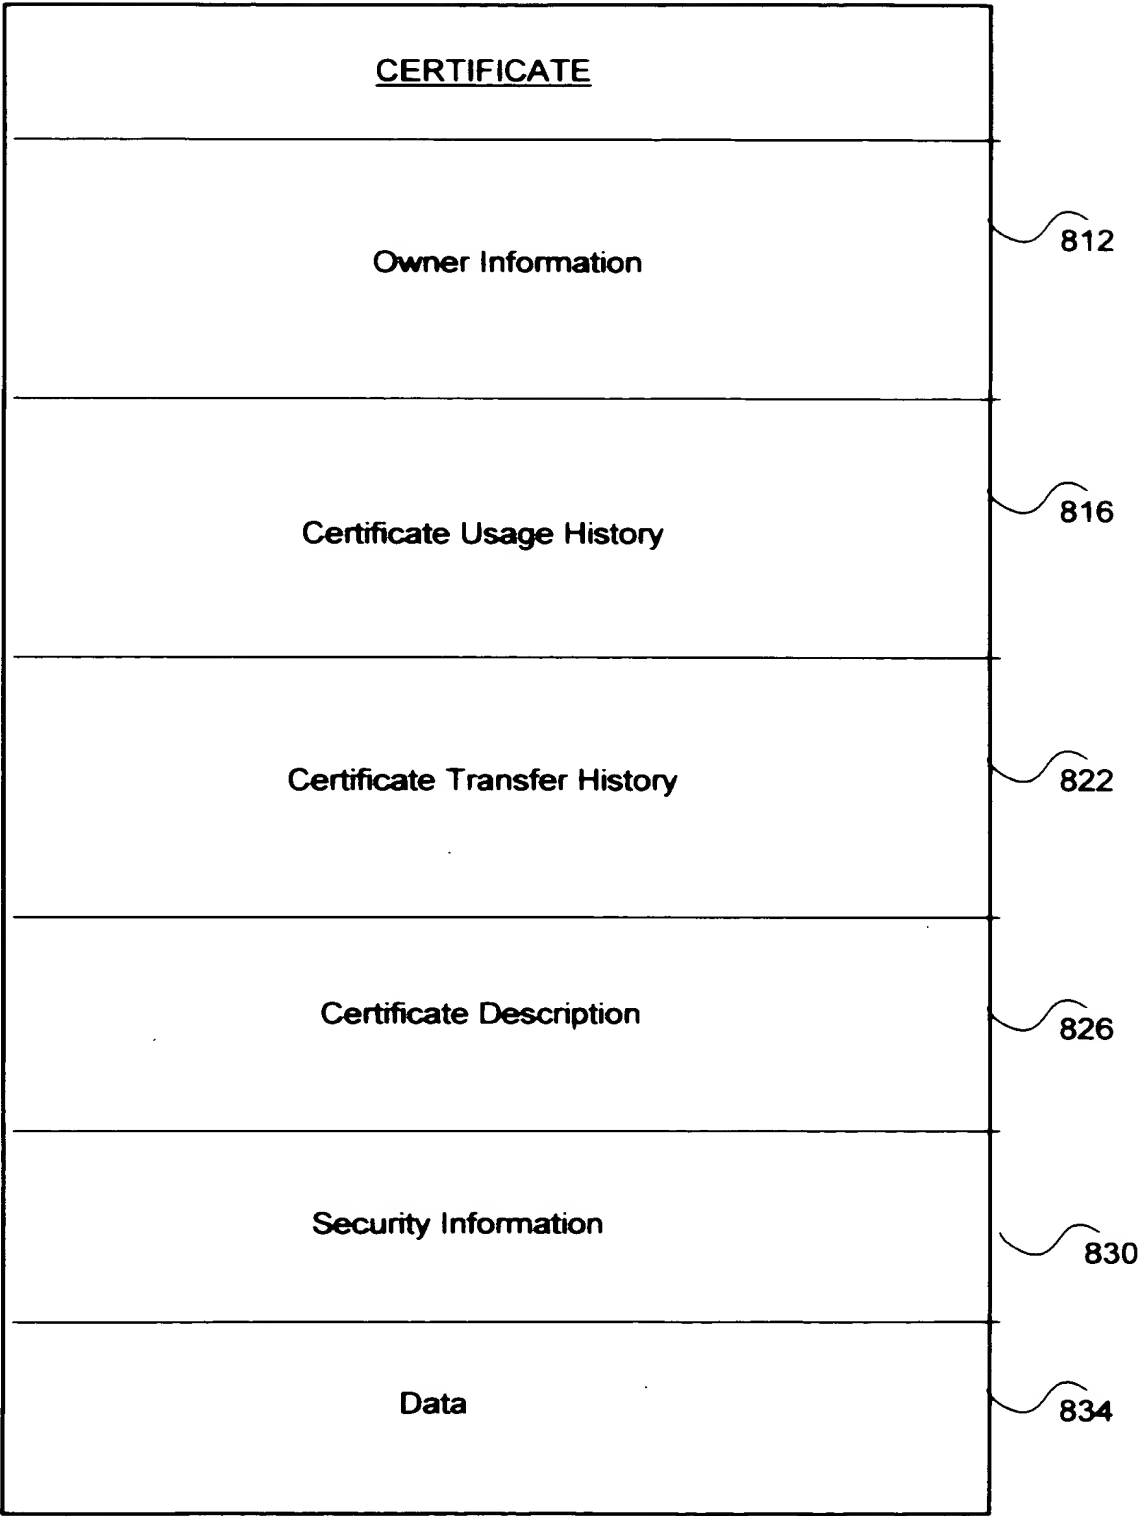 CERTIFICATE
Owner Information
812
Certificate Usage History
816
Certificate Transfer History
822
Certificate Description
826
Security Information
830
Data
834